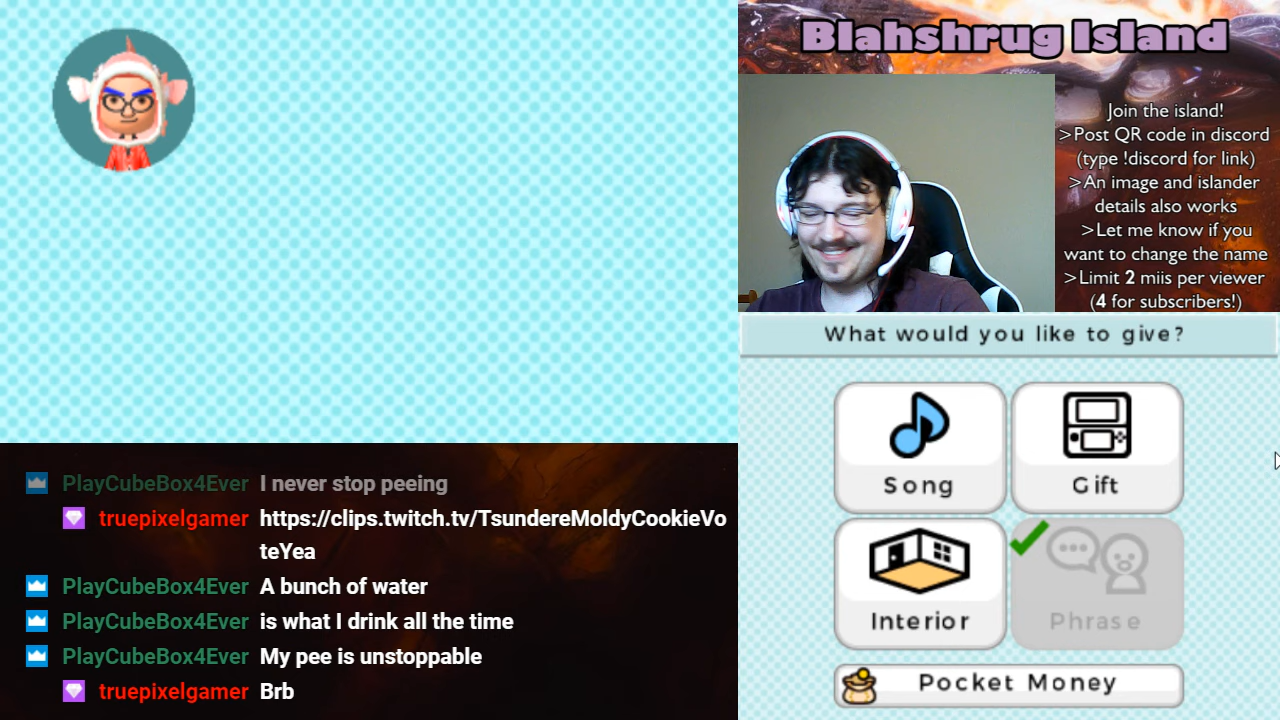 Blahshrug Island
Join the island!
>Post QR code in discord
(type !discord for link)
>An image and islander
details also works
>Let me know if you
want to change the name
>Limit 2 miis per viewer
(4 for subscribers!)
What would you like to give?
Song
Gift
Interior
Phrase
Pocket Money
PlayCubeBox4Ever I never stop peeing
truepixelgamer https://clips.twitch.tv/TsundereMoldyCookieVo
teYea
PlayCubeBox4Ever A bunch of water
PlayCubeBox4Ever is what I drink all the time
PlayCubeBox4Ever My pee is unstoppable
truepixelgamer Brb